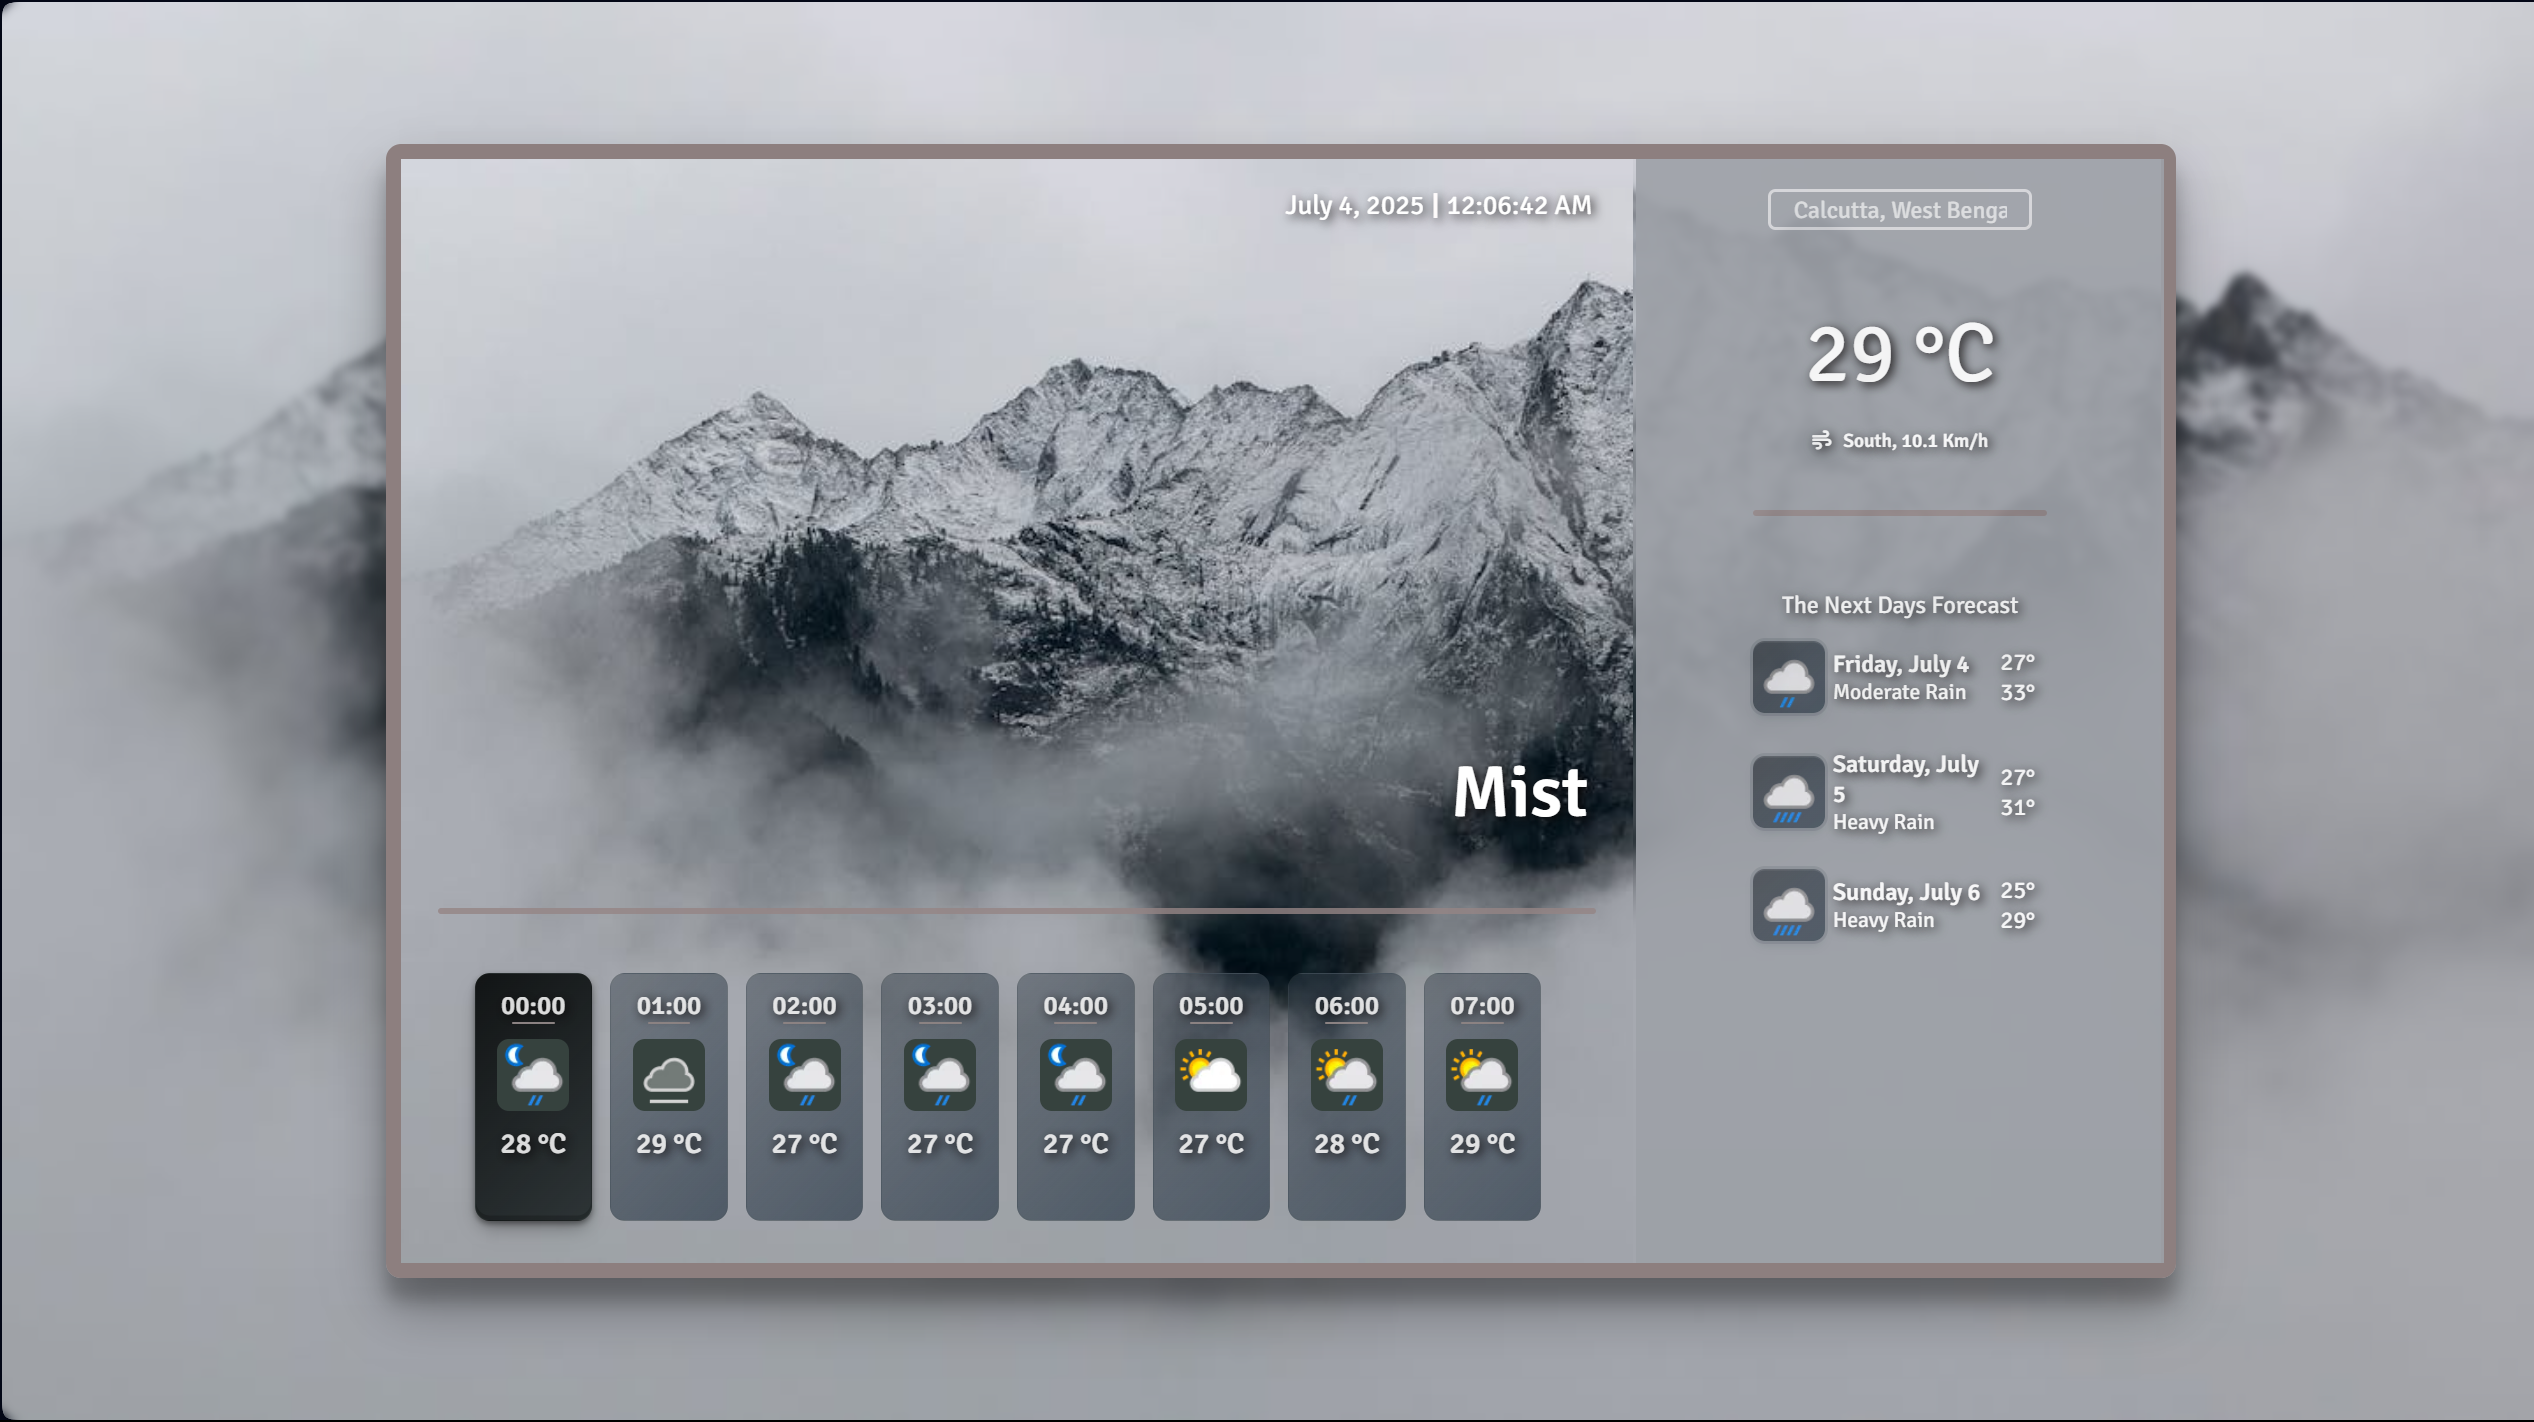 July 4, 2025 | 12:06:42 AM
Mist
00:00
28 °C
01:00
29 °C
02:00
27 °C
03:00
27 °C
04:00
27 °C
05:00
27 °C
06:00
28 °C
07:00
29 °C
Calcutta, West Benga
29 °C
South, 10.1 Km/h
The Next Days Forecast
Friday, July 4 27°
Moderate Rain 33°
Saturday, July 27°
5 31°
Heavy Rain
Sunday, July 6 25°
Heavy Rain 29°